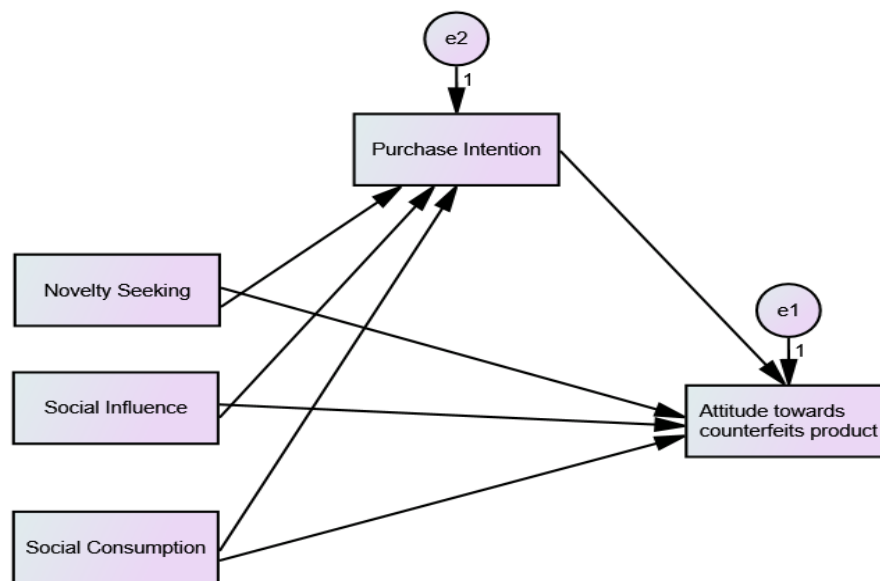 e2
1
Purchase Intention
Novelty Seeking
e1
1
Social Influence
Attitude towards
counterfeits product
Social Consumption